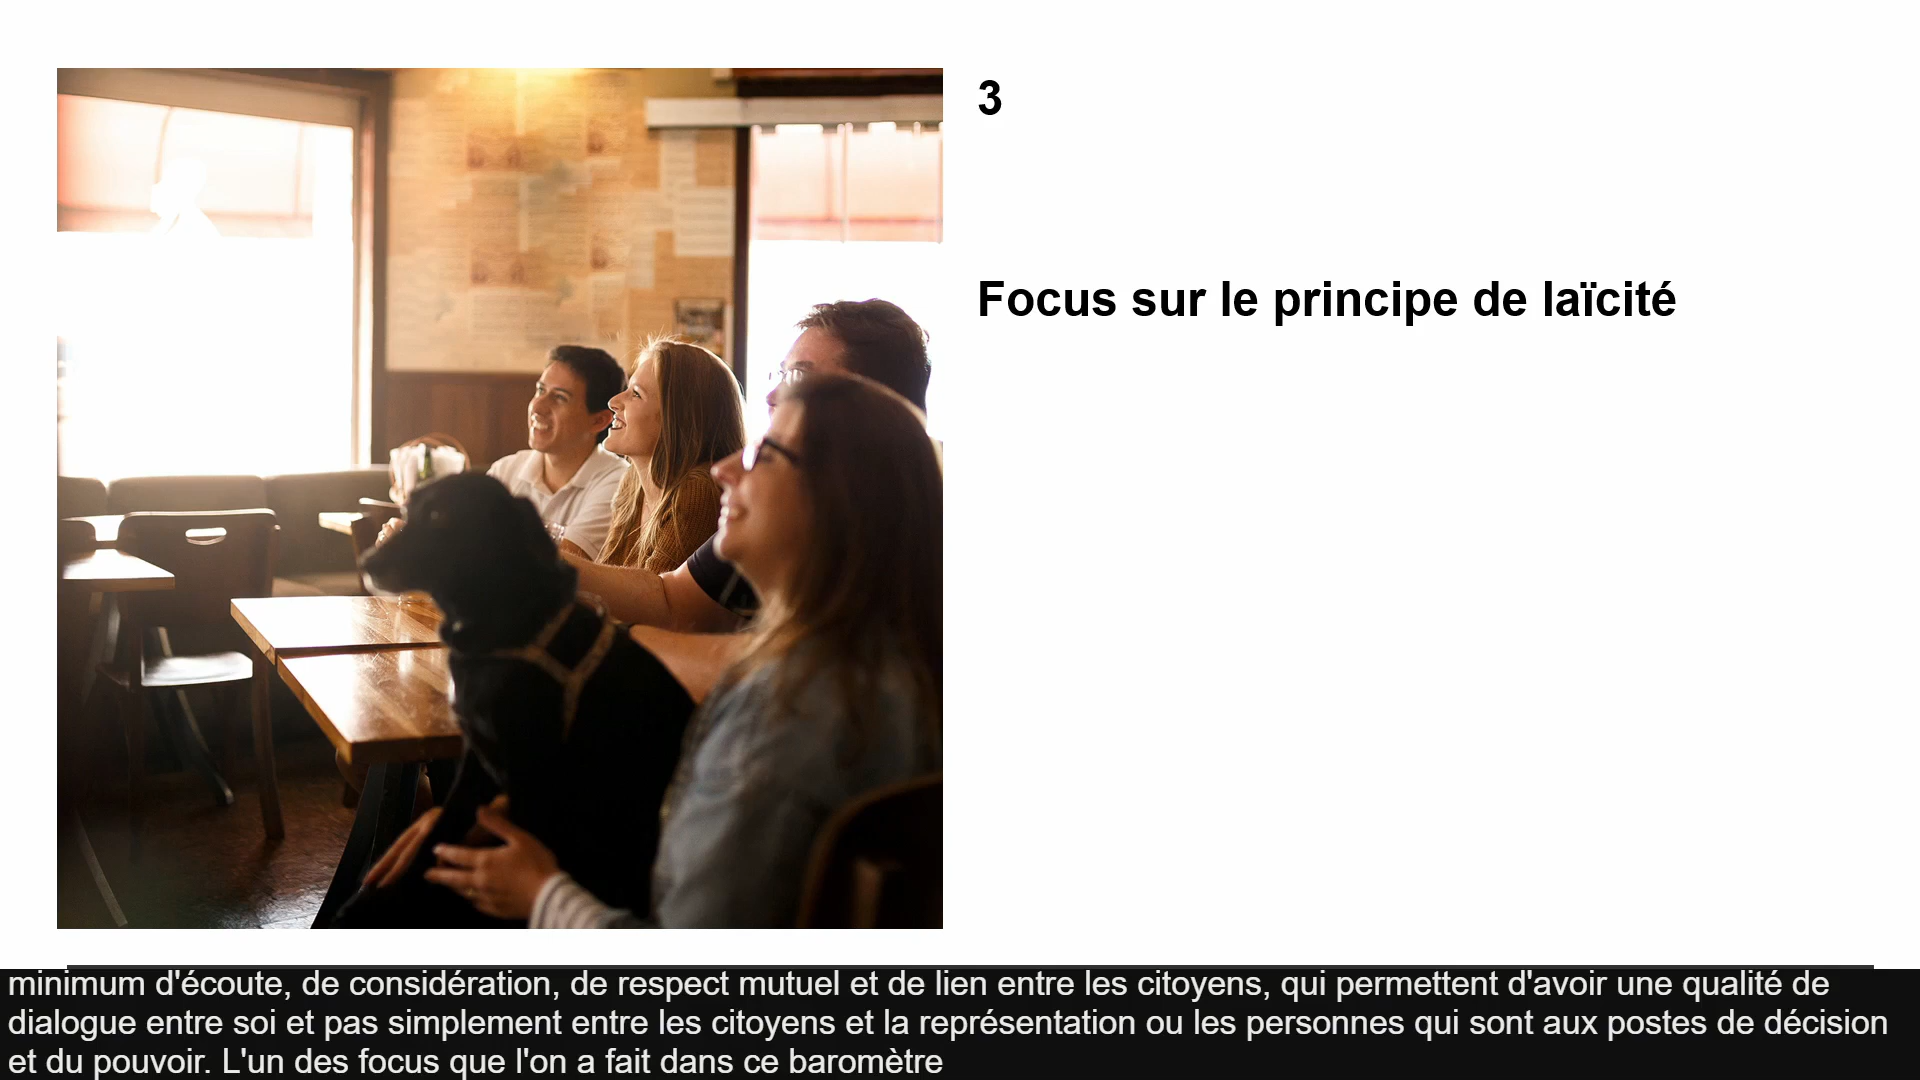 3
Focus sur le principe de laïcité
minimum d'écoute, de considération, de respect mutuel et de lien entre les citoyens, qui permettent d'avoir une qualité de
dialogue entre soi et pas simplement entre les citoyens et la représentation ou les personnes qui sont aux postes de décision
et du pouvoir. L'un des focus que l'on a fait dans ce baromètre